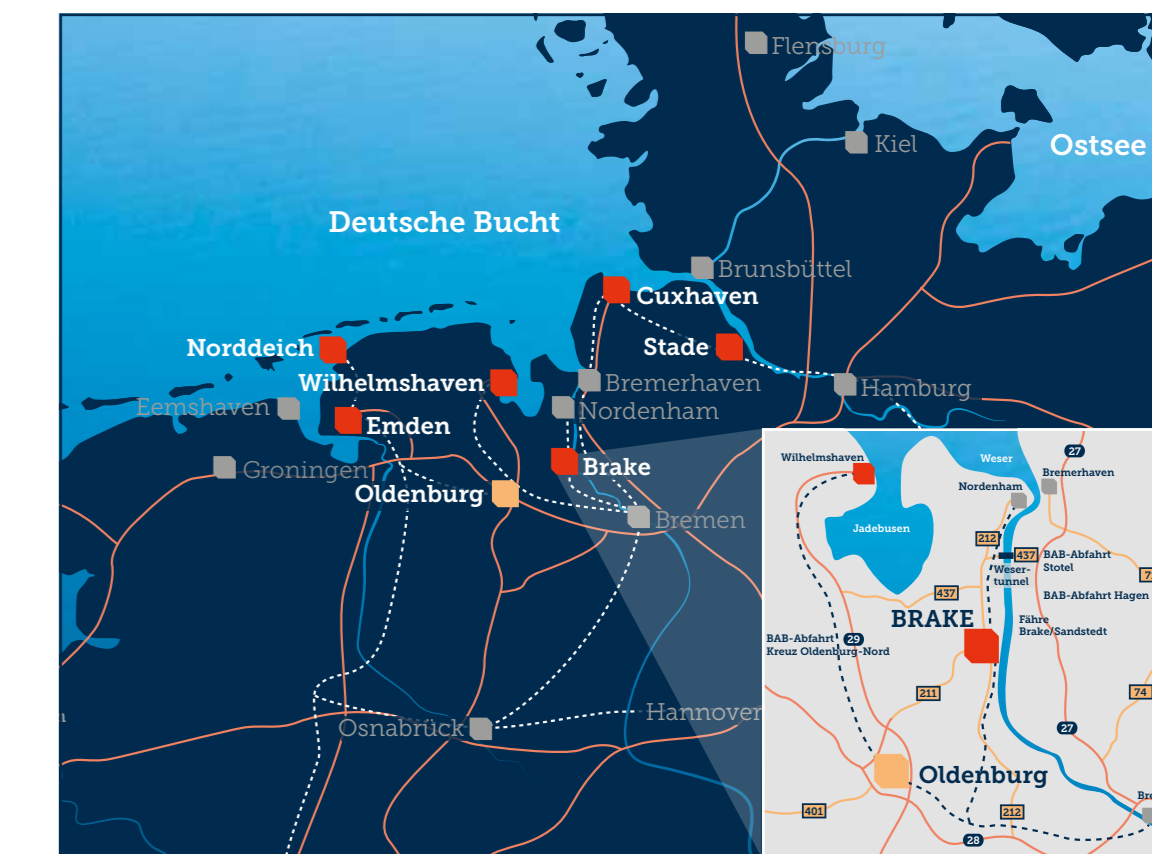 Flensburg
Kiel
Ostsee
Deutsche Bucht
Brunsbüttel
Cuxhaven
Norddeich
Stade
Wilhelmshaven
Bremerhaven
Hamburg
Eemshaven
Nordenham
Emden
Groningen
Brake
Oldenburg
Bremen
Osnabrück
Hannover
Wilhelmshaven
Weser
27
Bremerhaven
Nordenham
Jadebusen
212
437
BAB-Abfahrt
Stotel
Weser-
tunnel
437
BAB-Abfahrt Hagen
BRAKE
Fähre
Brake/Sandstedt
BAB-Abfahrt
Kreuz Oldenburg-Nord
29
211
74
27
Oldenburg
401
212
28